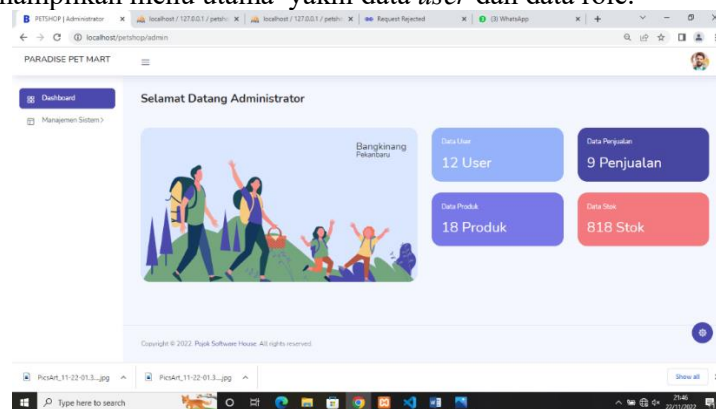 menampilkan menu utama yakni data user dan data role.
PETSHOP | Administrator
localhost / 127.0.0.1 / petsh
localhost / 127.0.0.1 / petsh
Request Rejected
(3) WhatsApp
localhost/petshop/admin
PARADISE PET MART
Dashboard
Manajemen Sistem
Selamat Datang Administrator
Bangkinang
Pekanbaru
Data User
12 User
Data Penjualan
9 Penjualan
Data Produk
18 Produk
Data Stok
818 Stok
Copyright © 2022. Pojok Software House. All rights reserved.
PicsArt_11-22-01.3....jpg
PicsArt_11-22-01.3....jpg
Show all
Type here to search
21:46
22/11/2022